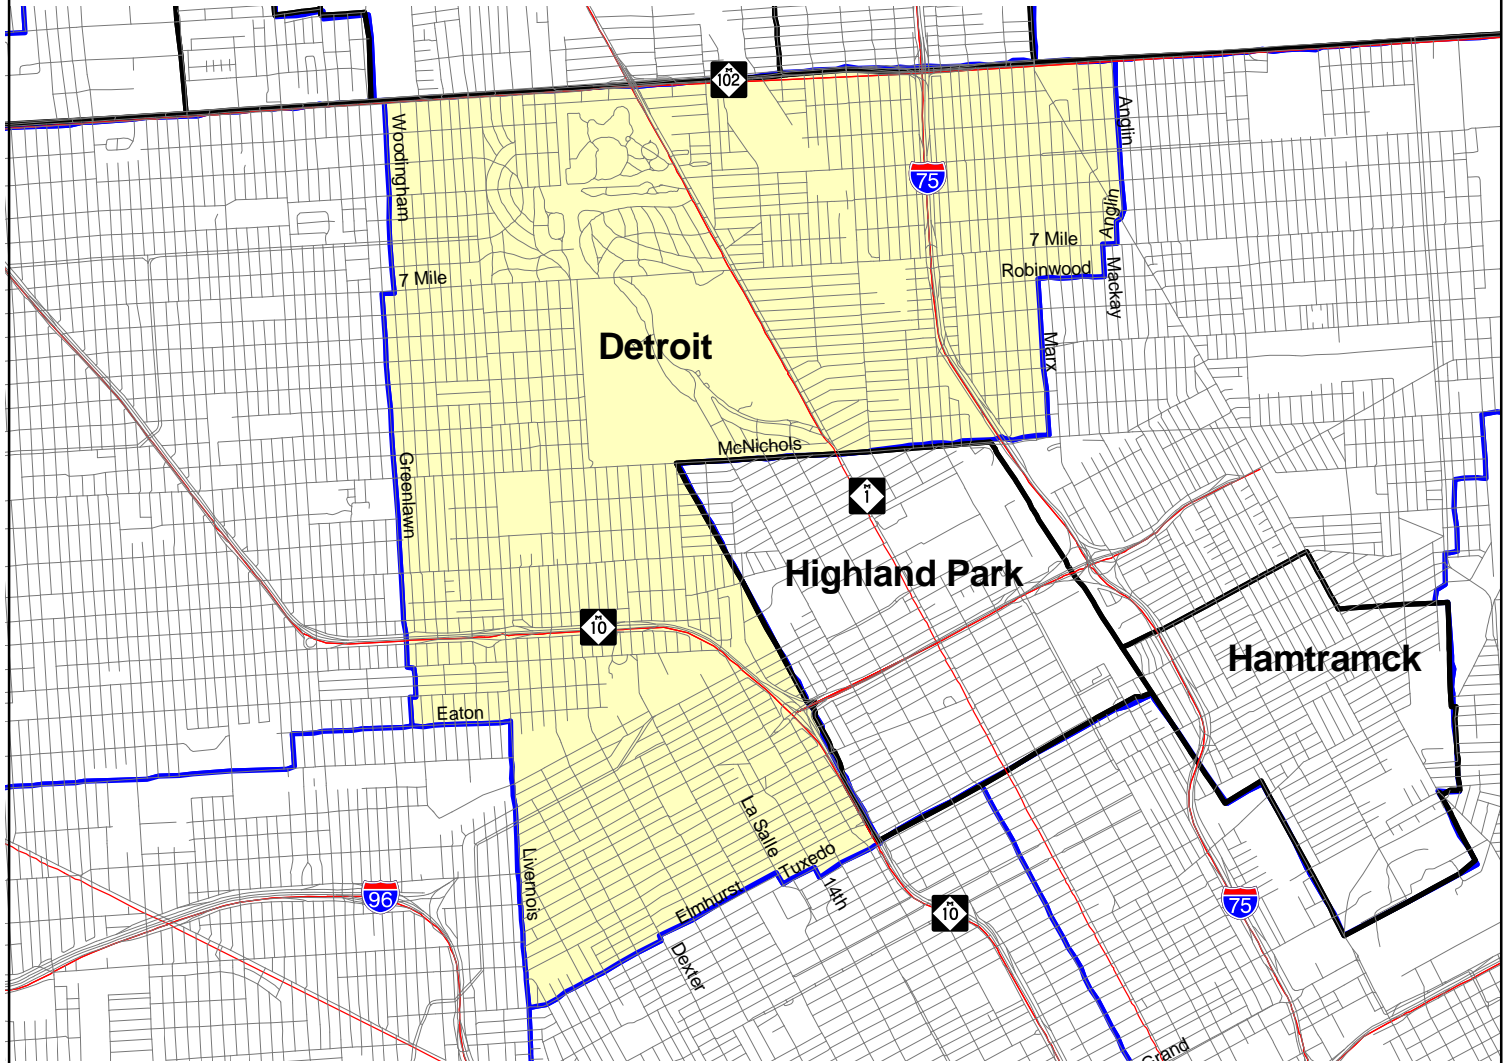 M
102
Anglin
Woodingham
75
Anglin
7 Mile
Robinwood
Mackay
7 Mile
Detroit
Marx
McNichols
Greenlawn
M
1
Highland Park
M
10
Hamtramck
Eaton
La Salle
Tuxedo
Livernois
Elmhurst
14th
96
75
M
10
Dexter
Grand